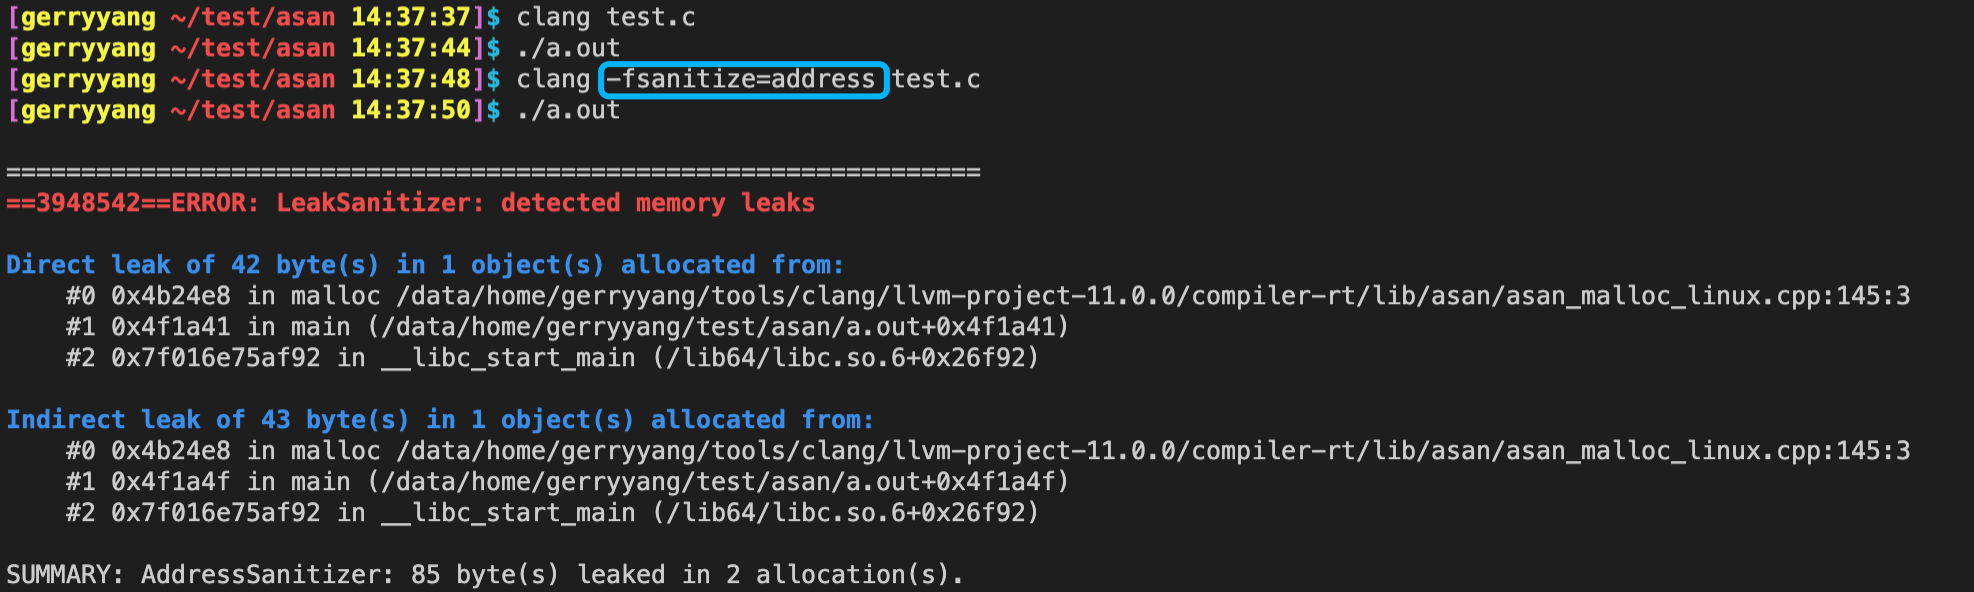 [gerryyang ~/test/asan 14:37:37]$ clang test.c
[gerryyang ~/test/asan 14:37:44]$ ./a.out
[gerryyang ~/test/asan 14:37:48]$ clang -fsanitize=address test.c
[gerryyang ~/test/asan 14:37:50]$ ./a.out
=================================================================
==3948542==ERROR: LeakSanitizer: detected memory leaks
Direct leak of 42 byte(s) in 1 object(s) allocated from:
    #0 0x4b24e8 in malloc /data/home/gerryyang/tools/clang/llvm-project-11.0.0/compiler-rt/lib/asan/asan_malloc_linux.cpp:145:3
    #1 0x4f1a41 in main (/data/home/gerryyang/test/asan/a.out+0x4f1a41)
    #2 0x7f016e75af92 in __libc_start_main (/lib64/libc.so.6+0x26f92)
Indirect leak of 43 byte(s) in 1 object(s) allocated from:
    #0 0x4b24e8 in malloc /data/home/gerryyang/tools/clang/llvm-project-11.0.0/compiler-rt/lib/asan/asan_malloc_linux.cpp:145:3
    #1 0x4f1a4f in main (/data/home/gerryyang/test/asan/a.out+0x4f1a4f)
    #2 0x7f016e75af92 in __libc_start_main (/lib64/libc.so.6+0x26f92)
SUMMARY: AddressSanitizer: 85 byte(s) leaked in 2 allocation(s).